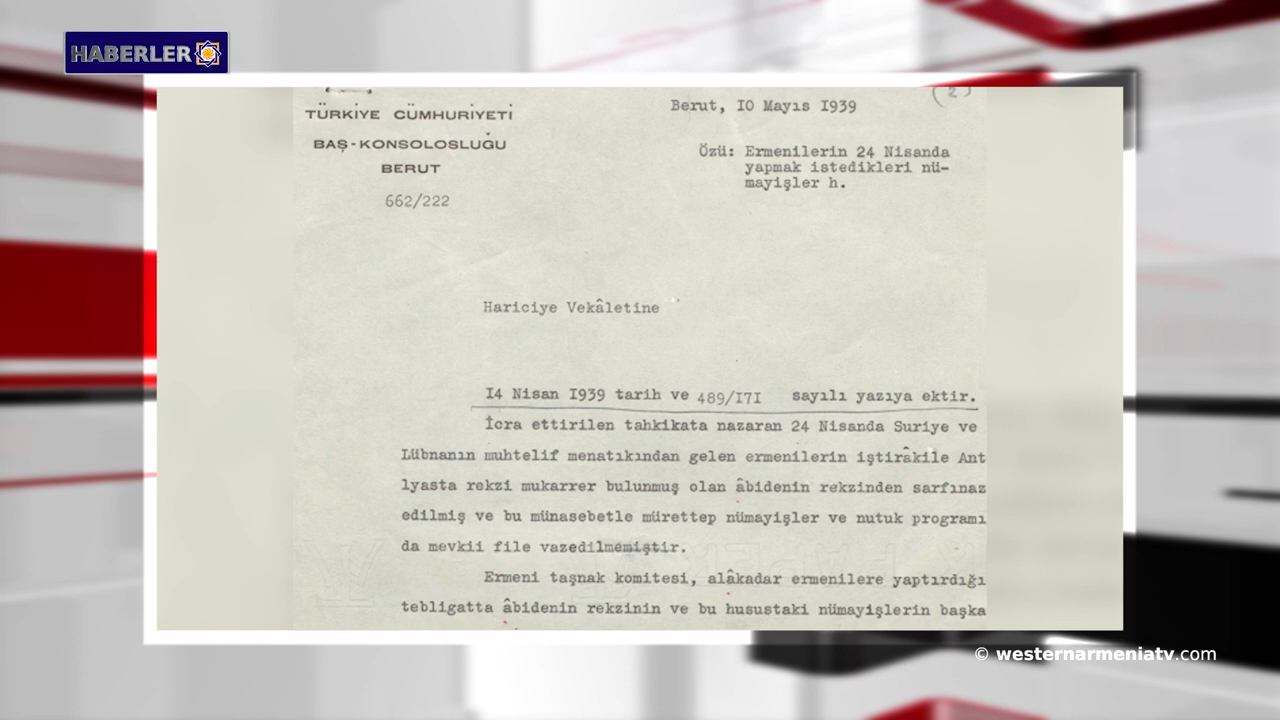 HABERLER
TÜRKİYE CÜMHURİYETİ
BAŞ-KONSOLOSLUĞU
BERUT
662/222
(2)
Berut, IO Mayıs I939
Özü: Ermenilerin 24 Nisanda
yapmak istedikleri nü-
mayişler h.
Hariciye Vekâletine
I4 Nisan I939 tarih ve 489/I7I sayılı yazıya ektir.
İcra ettirilen tahkikata nazaran 24 Nisanda Suriye ve
Lübnanın muhtelif menatıkından gelen ermenilerin iştirâkile Ant
lyasta rekzi mukarrer bulunmuş olan âbidenin rekzinden sarfınaz
edilmiş ve bu münasebetle mürettep nümayişler ve nutuk programı
da mevkii file vazedilmemiştir.
Ermeni taşnak komitesi, alâkadar ermenilere yaptırdığı
tebligatta âbidenin rekzinin ve bu husustaki nümayişlerin başka
© westernarmeniatv.com